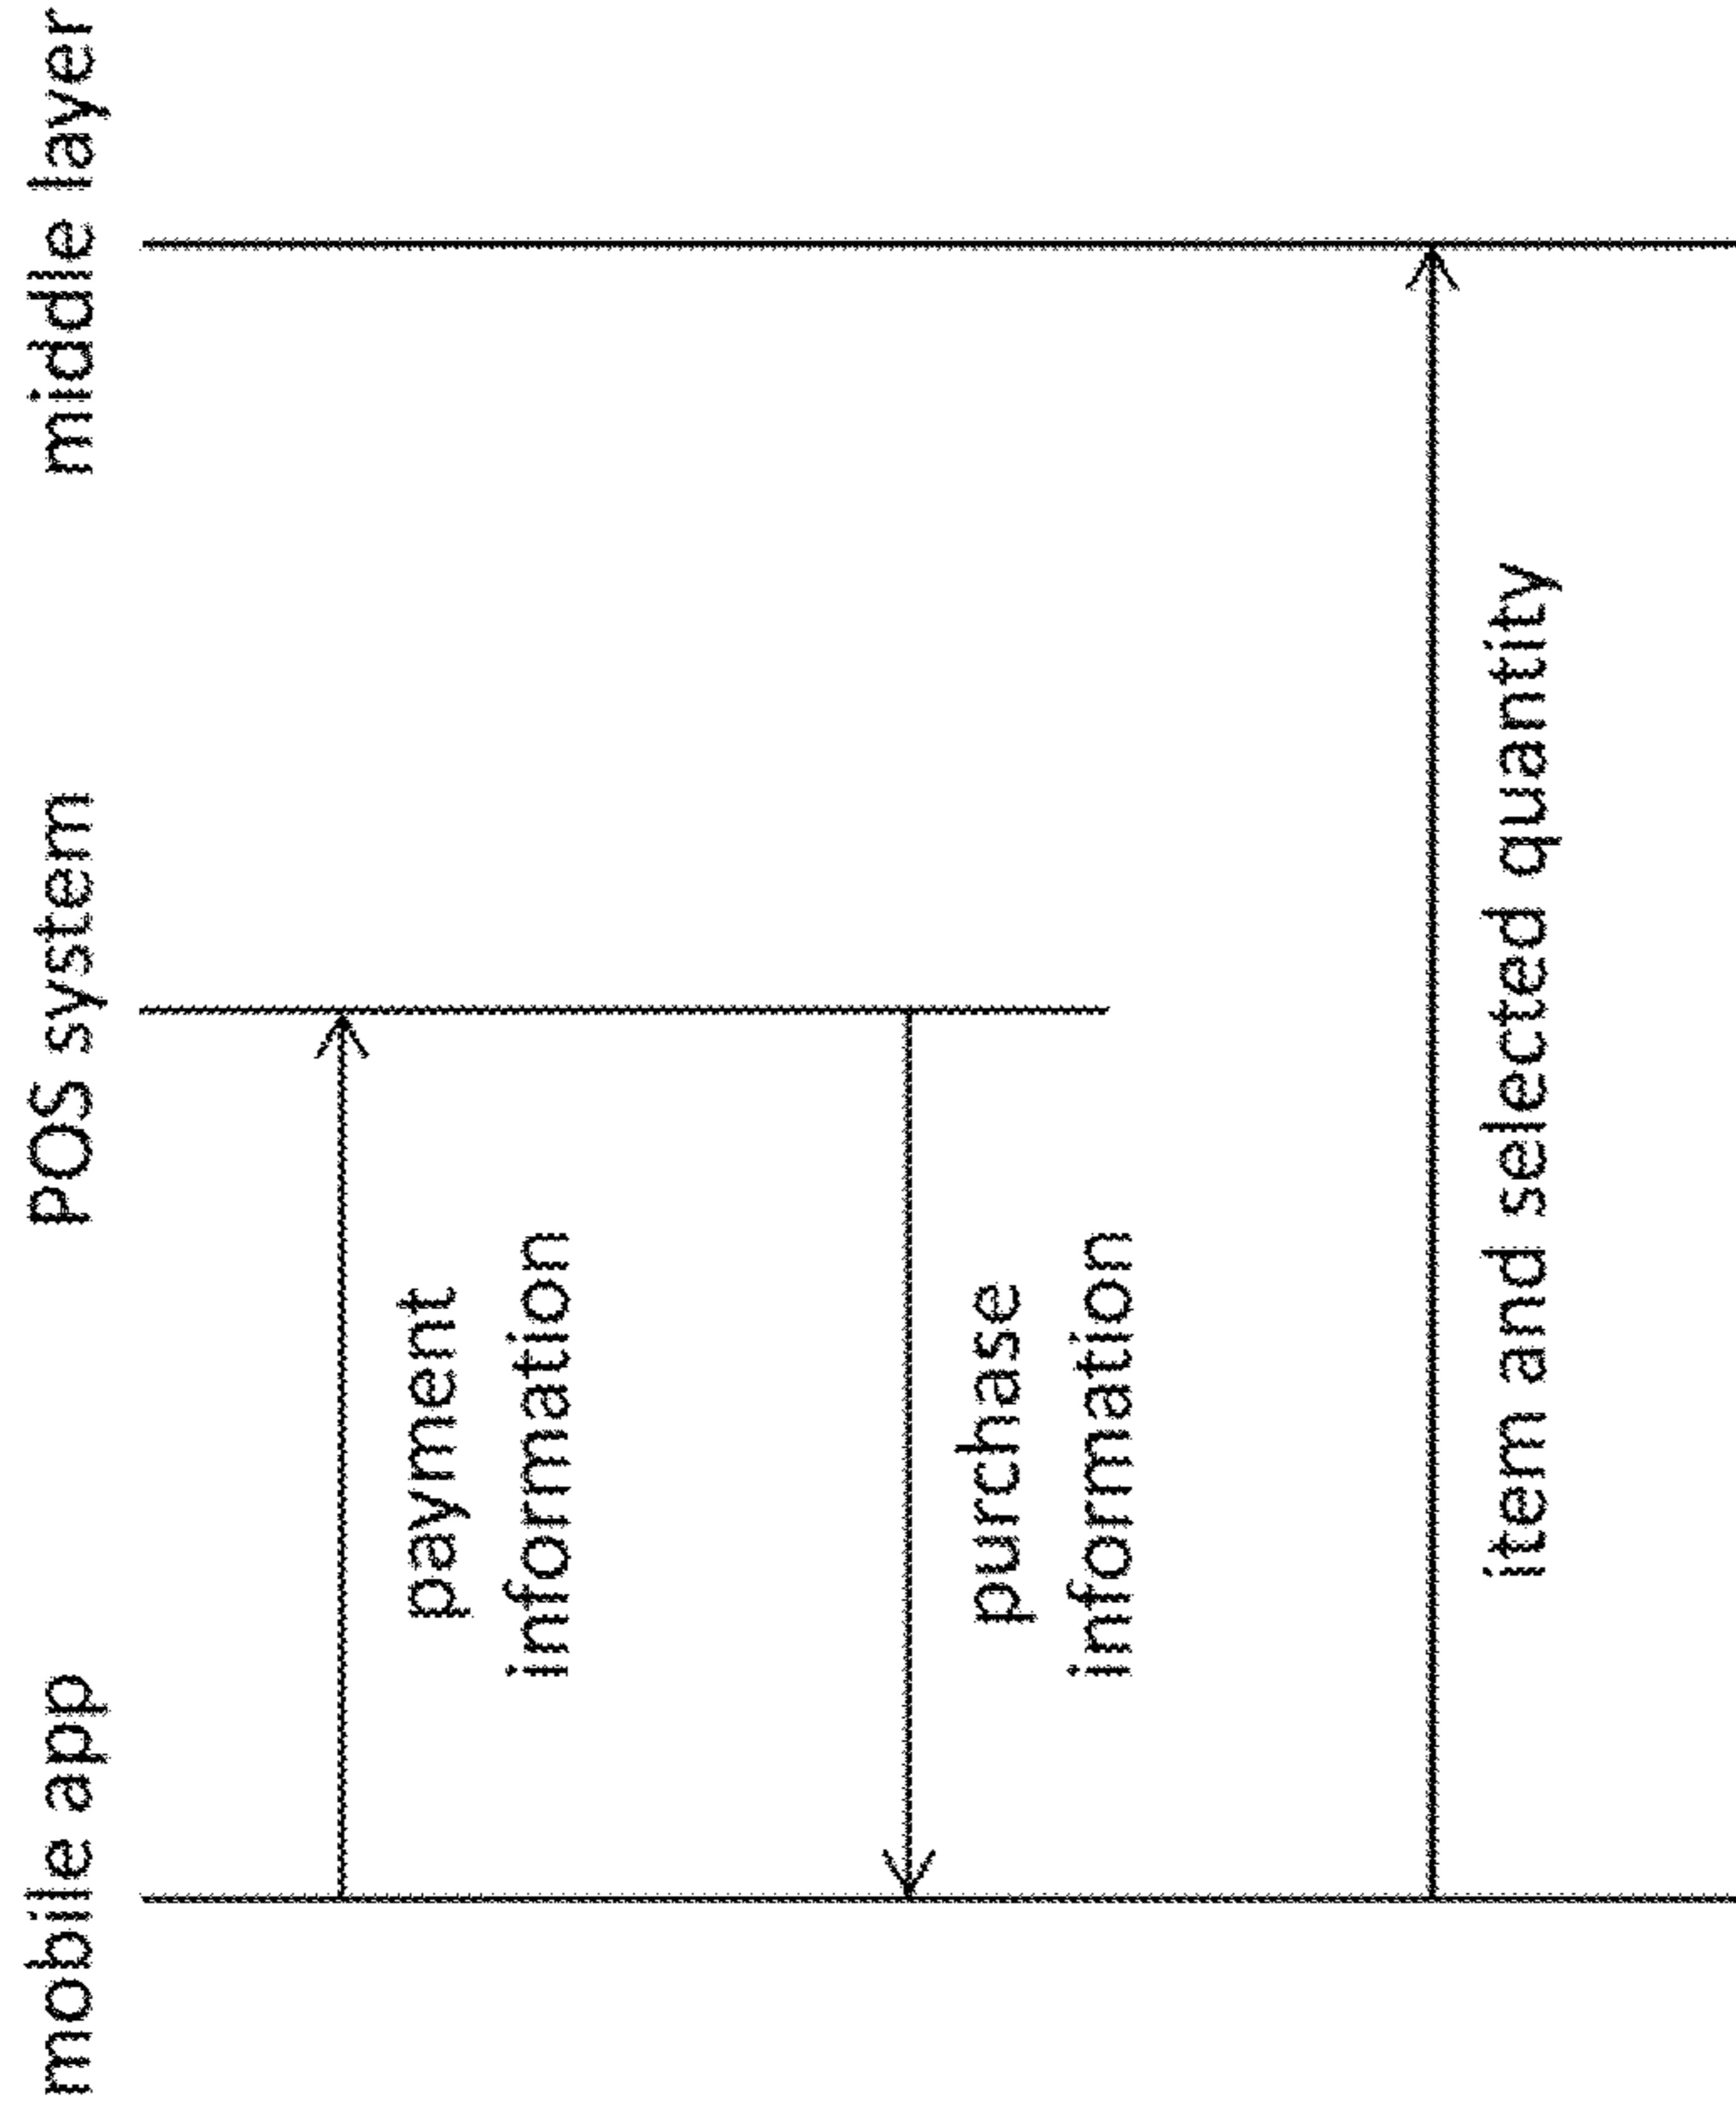 mobile app
POS system
middle layer
payment
information
purchase
information
item and selected quantity